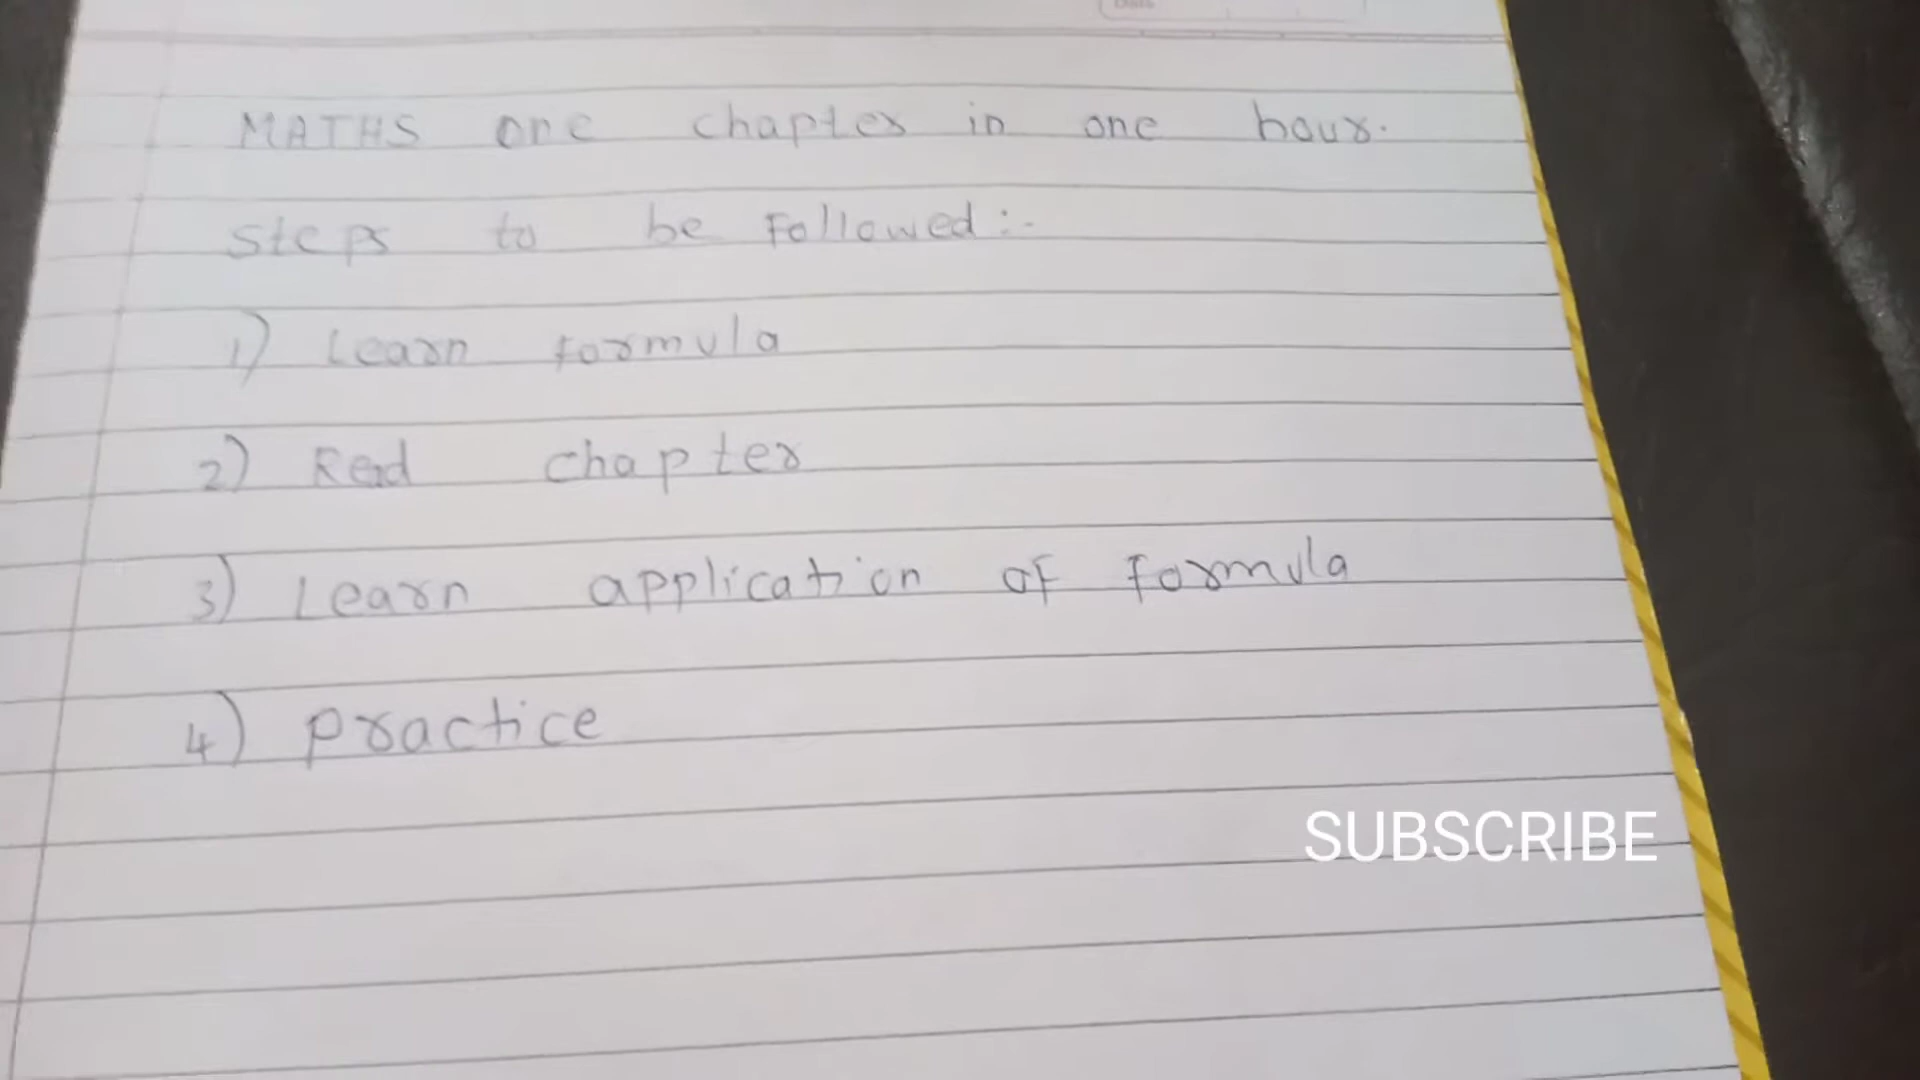 MATHS one chapter in one hour.
Steps to be Followed:-
1) Learn formula
2) Read chapter
3) Learn application of formula
4) practice
SUBSCRIBE